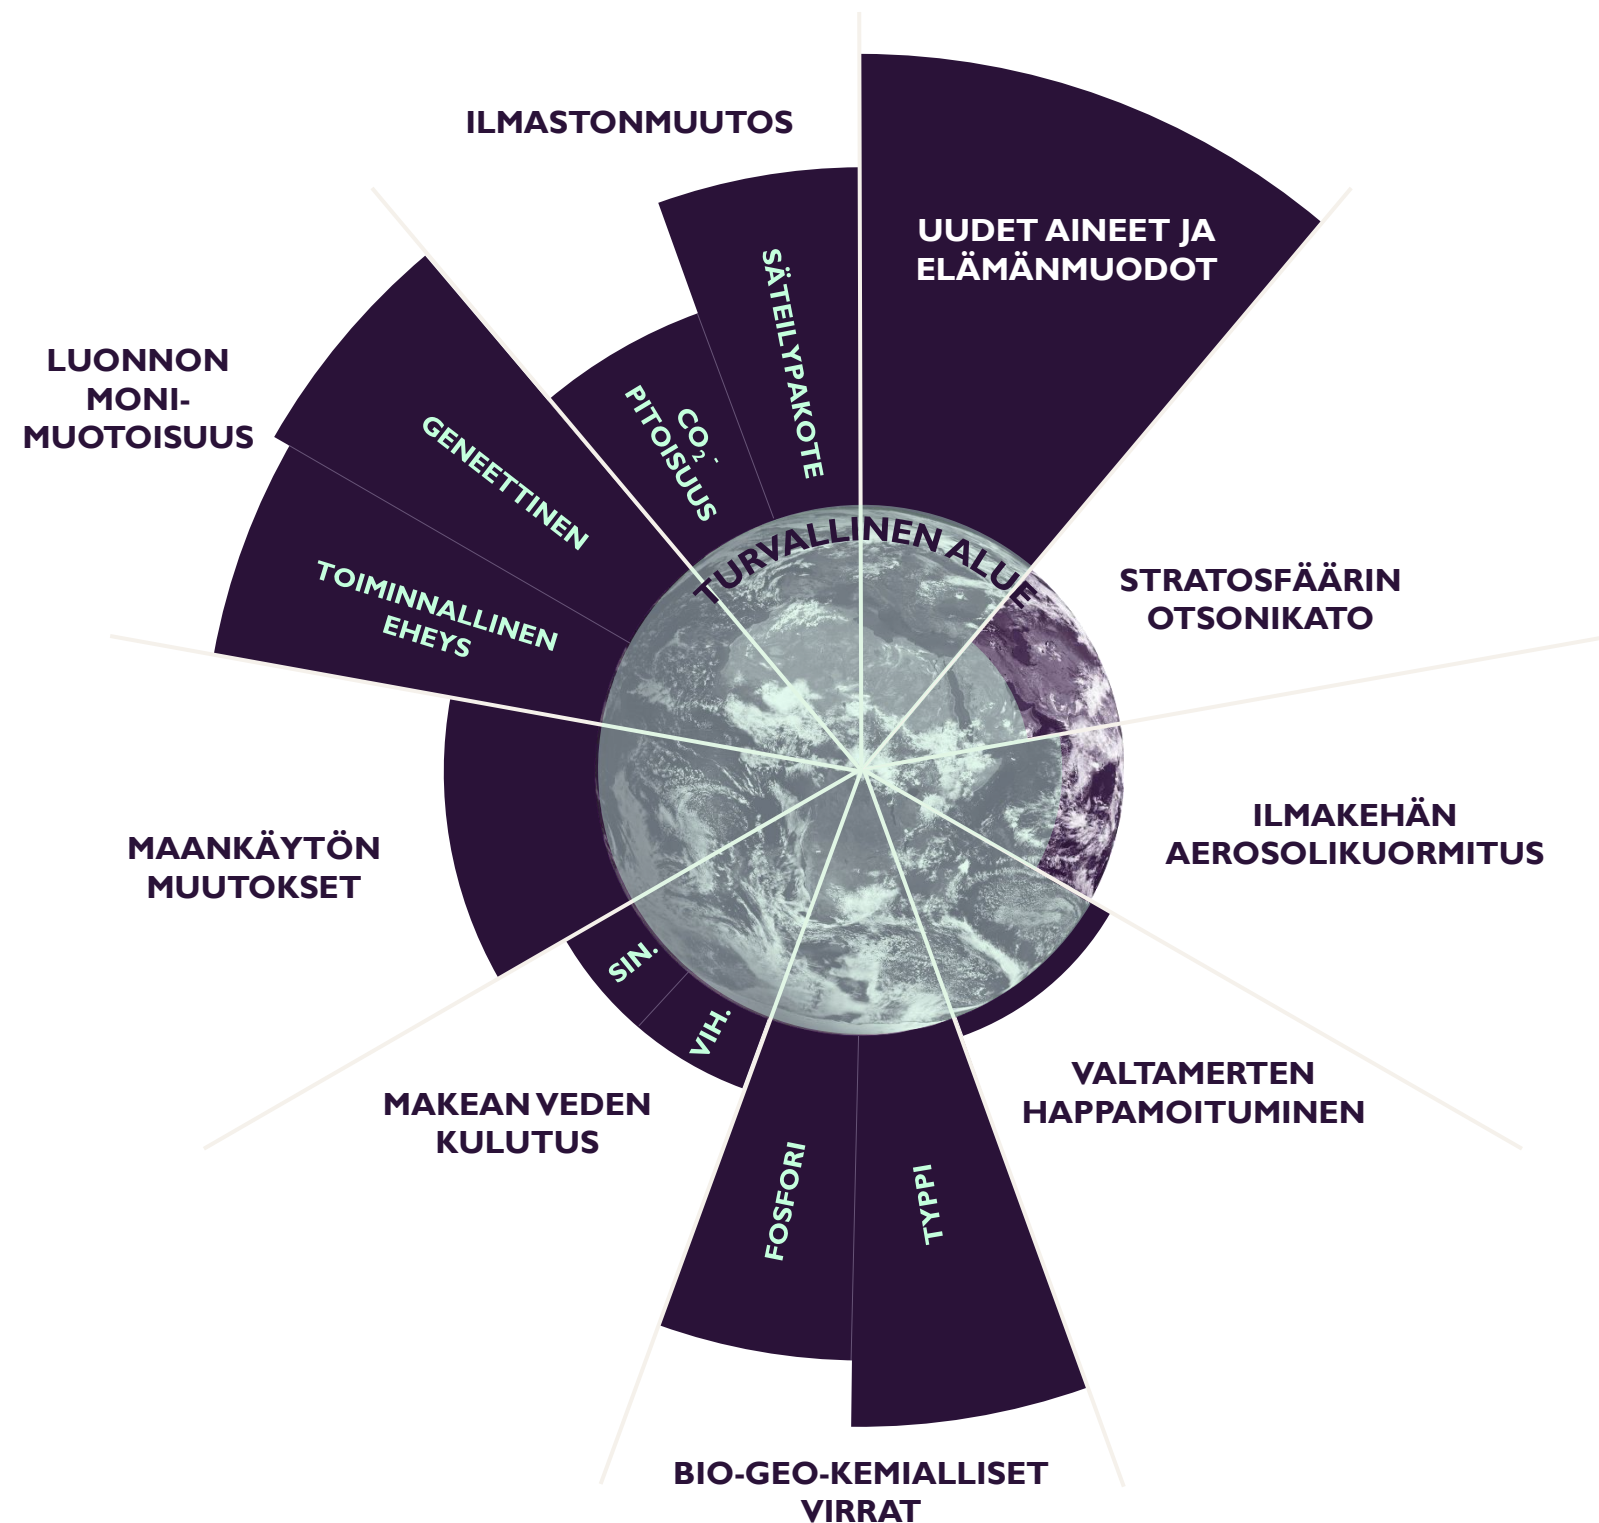 ILMASTONMUUTOS
UUDET AINEET JA
ELÄMÄNMUODOT
SÄTEILYPAKOTE
CO₂-
PITOISUUS
LUONNON
MONI-
MUOTOISUUS
GENEETTINEN
TOIMINNALLINEN
EHEYS
TURVALLINEN ALUE
STRATOSFÄÄRIN
OTSONIKATO
ILMAKEHÄN
AEROSOLIKUORMITUS
MAANKÄYTÖN
MUUTOKSET
SIN.
VIH.
MAKEAN VEDEN
KULUTUS
VALTAMERTEN
HAPPAMOITUMINEN
FOSFORI
TYPPI
BIO-GEO-KEMIALLISET
VIRRAT